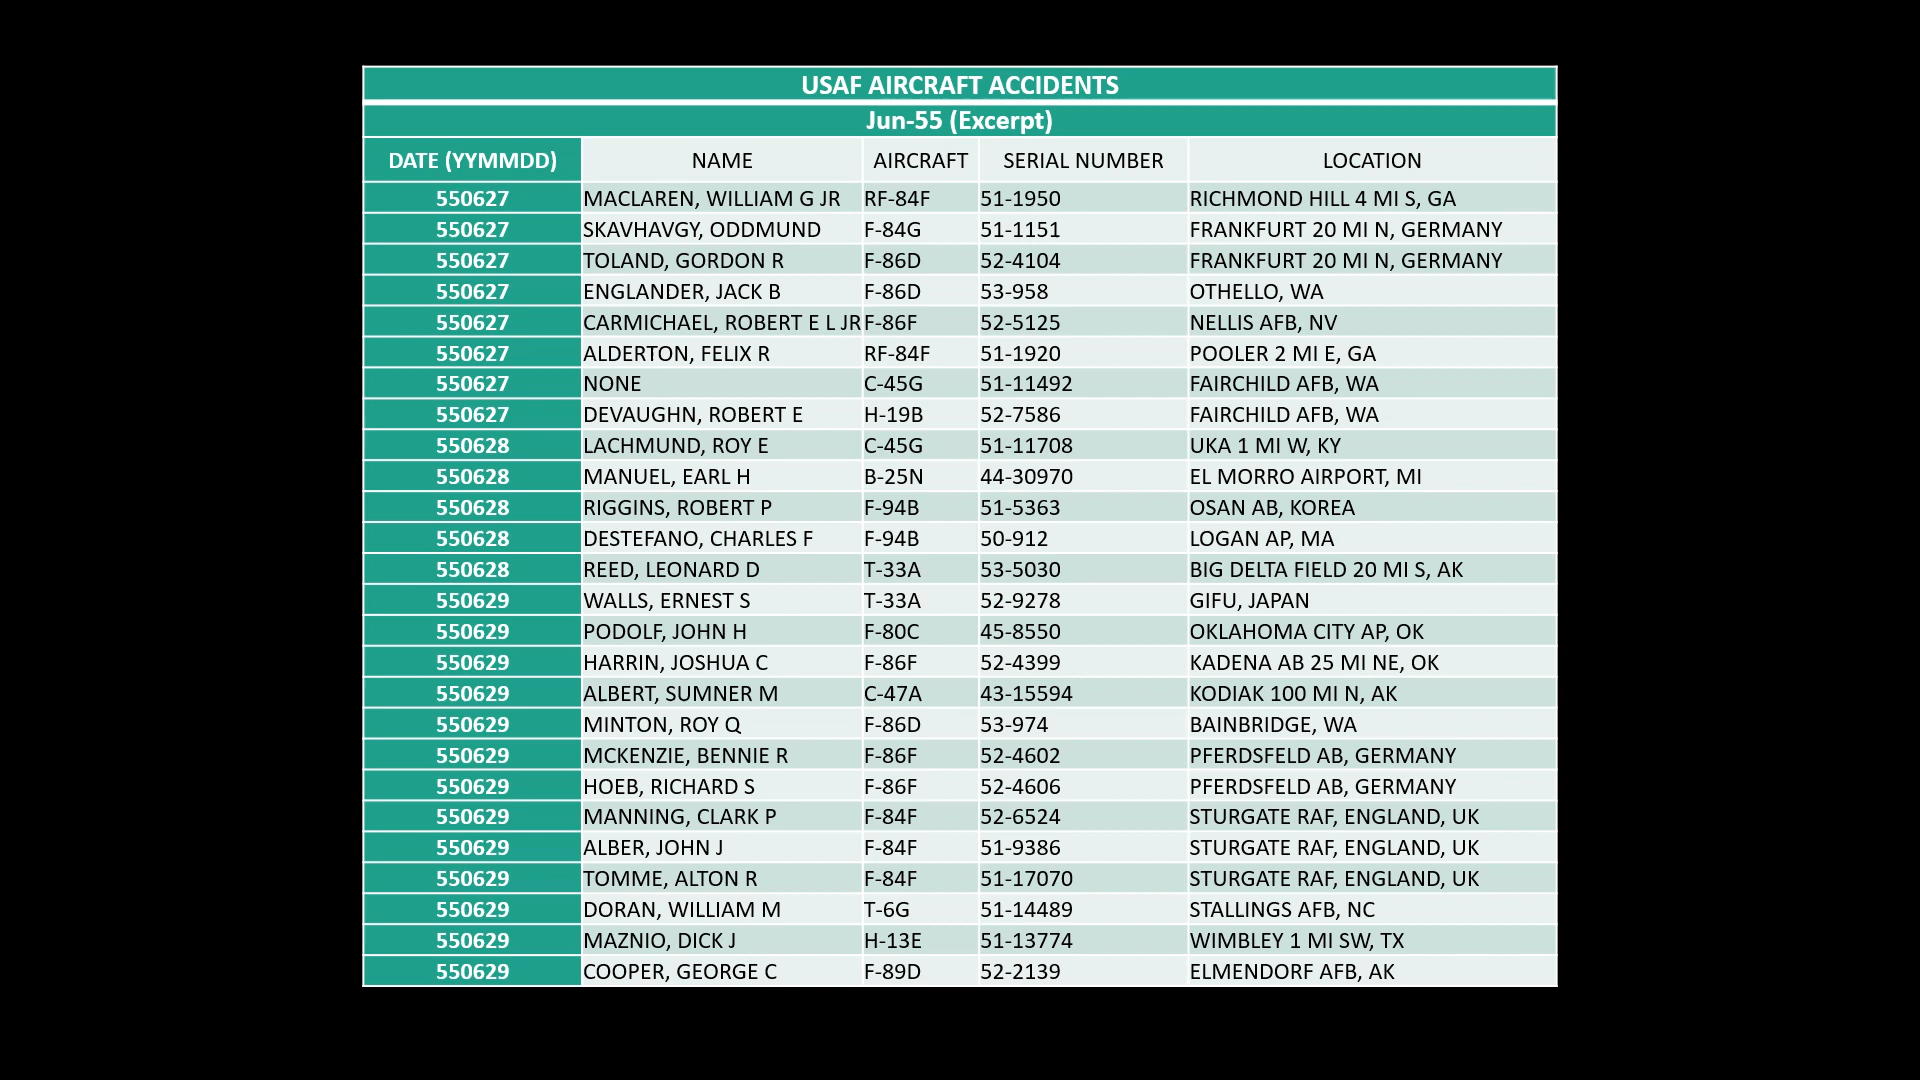 USAF AIRCRAFT ACCIDENTS
Jun-55 (Excerpt)
DATE (YYMMDD) NAME AIRCRAFT SERIAL NUMBER LOCATION
550627 MACLAREN, WILLIAM G JR RF-84F 51-1950 RICHMOND HILL 4 MI S, GA
550627 SKAVHAVGY, ODDMUND F-84G 51-1151 FRANKFURT 20 MI N, GERMANY
550627 TOLAND, GORDON R F-86D 52-4104 FRANKFURT 20 MI N, GERMANY
550627 ENGLANDER, JACK B F-86D 53-958 OTHELLO, WA
550627 CARMICHAEL, ROBERT E L JR F-86F 52-5125 NELLIS AFB, NV
550627 ALDERTON, FELIX R RF-84F 51-1920 POOLER 2 MI E, GA
550627 NONE C-45G 51-11492 FAIRCHILD AFB, WA
550627 DEVAUGHN, ROBERT E H-19B 52-7586 FAIRCHILD AFB, WA
550628 LACHMUND, ROY E C-45G 51-11708 UKA 1 MI W, KY
550628 MANUEL, EARL H B-25N 44-30970 EL MORRO AIRPORT, MI
550628 RIGGINS, ROBERT P F-94B 51-5363 OSAN AB, KOREA
550628 DESTEFANO, CHARLES F F-94B 50-912 LOGAN AP, MA
550628 REED, LEONARD D T-33A 53-5030 BIG DELTA FIELD 20 MI S, AK
550629 WALLS, ERNEST S T-33A 52-9278 GIFU, JAPAN
550629 PODOLF, JOHN H F-80C 45-8550 OKLAHOMA CITY AP, OK
550629 HARRIN, JOSHUA C F-86F 52-4399 KADENA AB 25 MI NE, OK
550629 ALBERT, SUMNER M C-47A 43-15594 KODIAK 100 MI N, AK
550629 MINTON, ROY Q F-86D 53-974 BAINBRIDGE, WA
550629 MCKENZIE, BENNIE R F-86F 52-4602 PFERDSFELD AB, GERMANY
550629 HOEB, RICHARD S F-86F 52-4606 PFERDSFELD AB, GERMANY
550629 MANNING, CLARK P F-84F 52-6524 STURGATE RAF, ENGLAND, UK
550629 ALBER, JOHN J F-84F 51-9386 STURGATE RAF, ENGLAND, UK
550629 TOMME, ALTON R F-84F 51-17070 STURGATE RAF, ENGLAND, UK
550629 DORAN, WILLIAM M T-6G 51-14489 STALLINGS AFB, NC
550629 MAZNIO, DICK J H-13E 51-13774 WIMBLEY 1 MI SW, TX
550629 COOPER, GEORGE C F-89D 52-2139 ELMENDORF AFB, AK